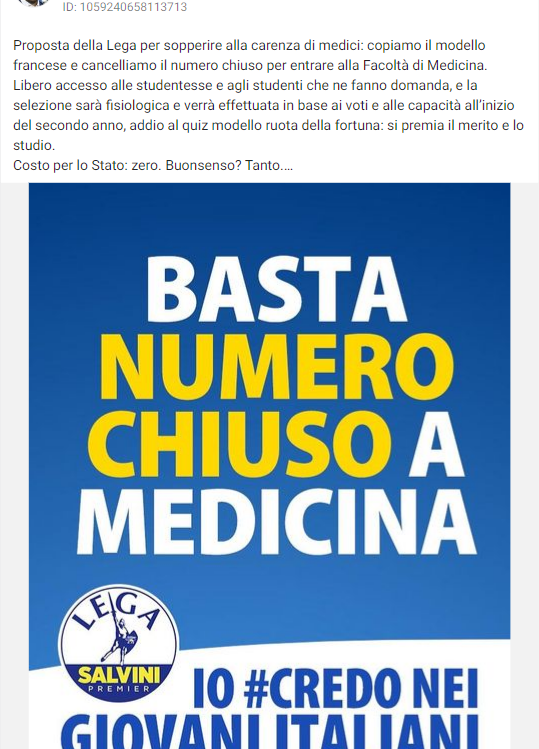 ID: 1059240658113713
Proposta della Lega per sopperire alla carenza di medici: copiamo il modello
francese e cancelliamo il numero chiuso per entrare alla Facoltà di Medicina.
Libero accesso alle studentesse e agli studenti che ne fanno domanda, e la
selezione sarà fisiologica e verrà effettuata in base ai voti e alle capacità all'inizio
del secondo anno, addio al quiz modello ruota della fortuna: si premia il merito e lo
studio.
Costo per lo Stato: zero. Buonsenso? Tanto....
BASTA
NUMERO
CHIUSO A
MEDICINA
LEGA
SALVINI
PREMIER
IO #CREDO NEI
GIOVANI ITALIANI